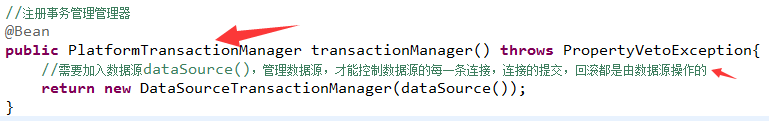 //注册事务管理管理器
@Bean
public PlatformTransactionManager transactionManager() throws PropertyVetoException{
//需要加入数据源dataSource(),管理数据源，才能控制数据源的每一条连接，连接的提交，回滚都是由数据源操作的
return new DataSourceTransactionManager(dataSource());
}